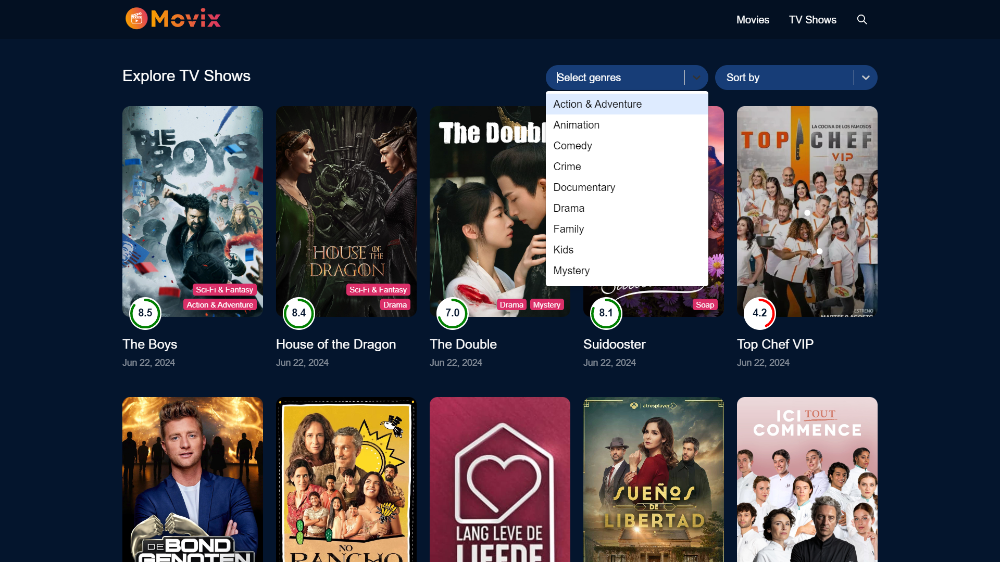 Movix
Movies
TV Shows
Explore TV Shows
Select genres
Sort by
Action & Adventure
Animation
Comedy
Crime
Documentary
Drama
Family
Kids
Mystery
THE
BOYS
Sci-Fi & Fantasy
Action & Adventure
8.5
HOUSE OF THE
DRAGON
Sci-Fi & Fantasy
Drama
8.4
The Doubl
Drama
Mystery
7.0
Soap
8.1
LA COCINA DE LOS FAMOSOS
TOP CHEF
VIP
ESTRENO
MARTES 9 AGOSTO
4.2
The Boys
Jun 22, 2024
House of the Dragon
Jun 22, 2024
The Double
Jun 22, 2024
Suidooster
Jun 22, 2024
Top Chef VIP
Jun 22, 2024
DE BOND
GENOTEN
NO
RANCHO
LANG LEVE DE
LIEFDE
atresplayer
SUEÑOS
DE
LIBERTAD
ICI TOUT
COMMENCE